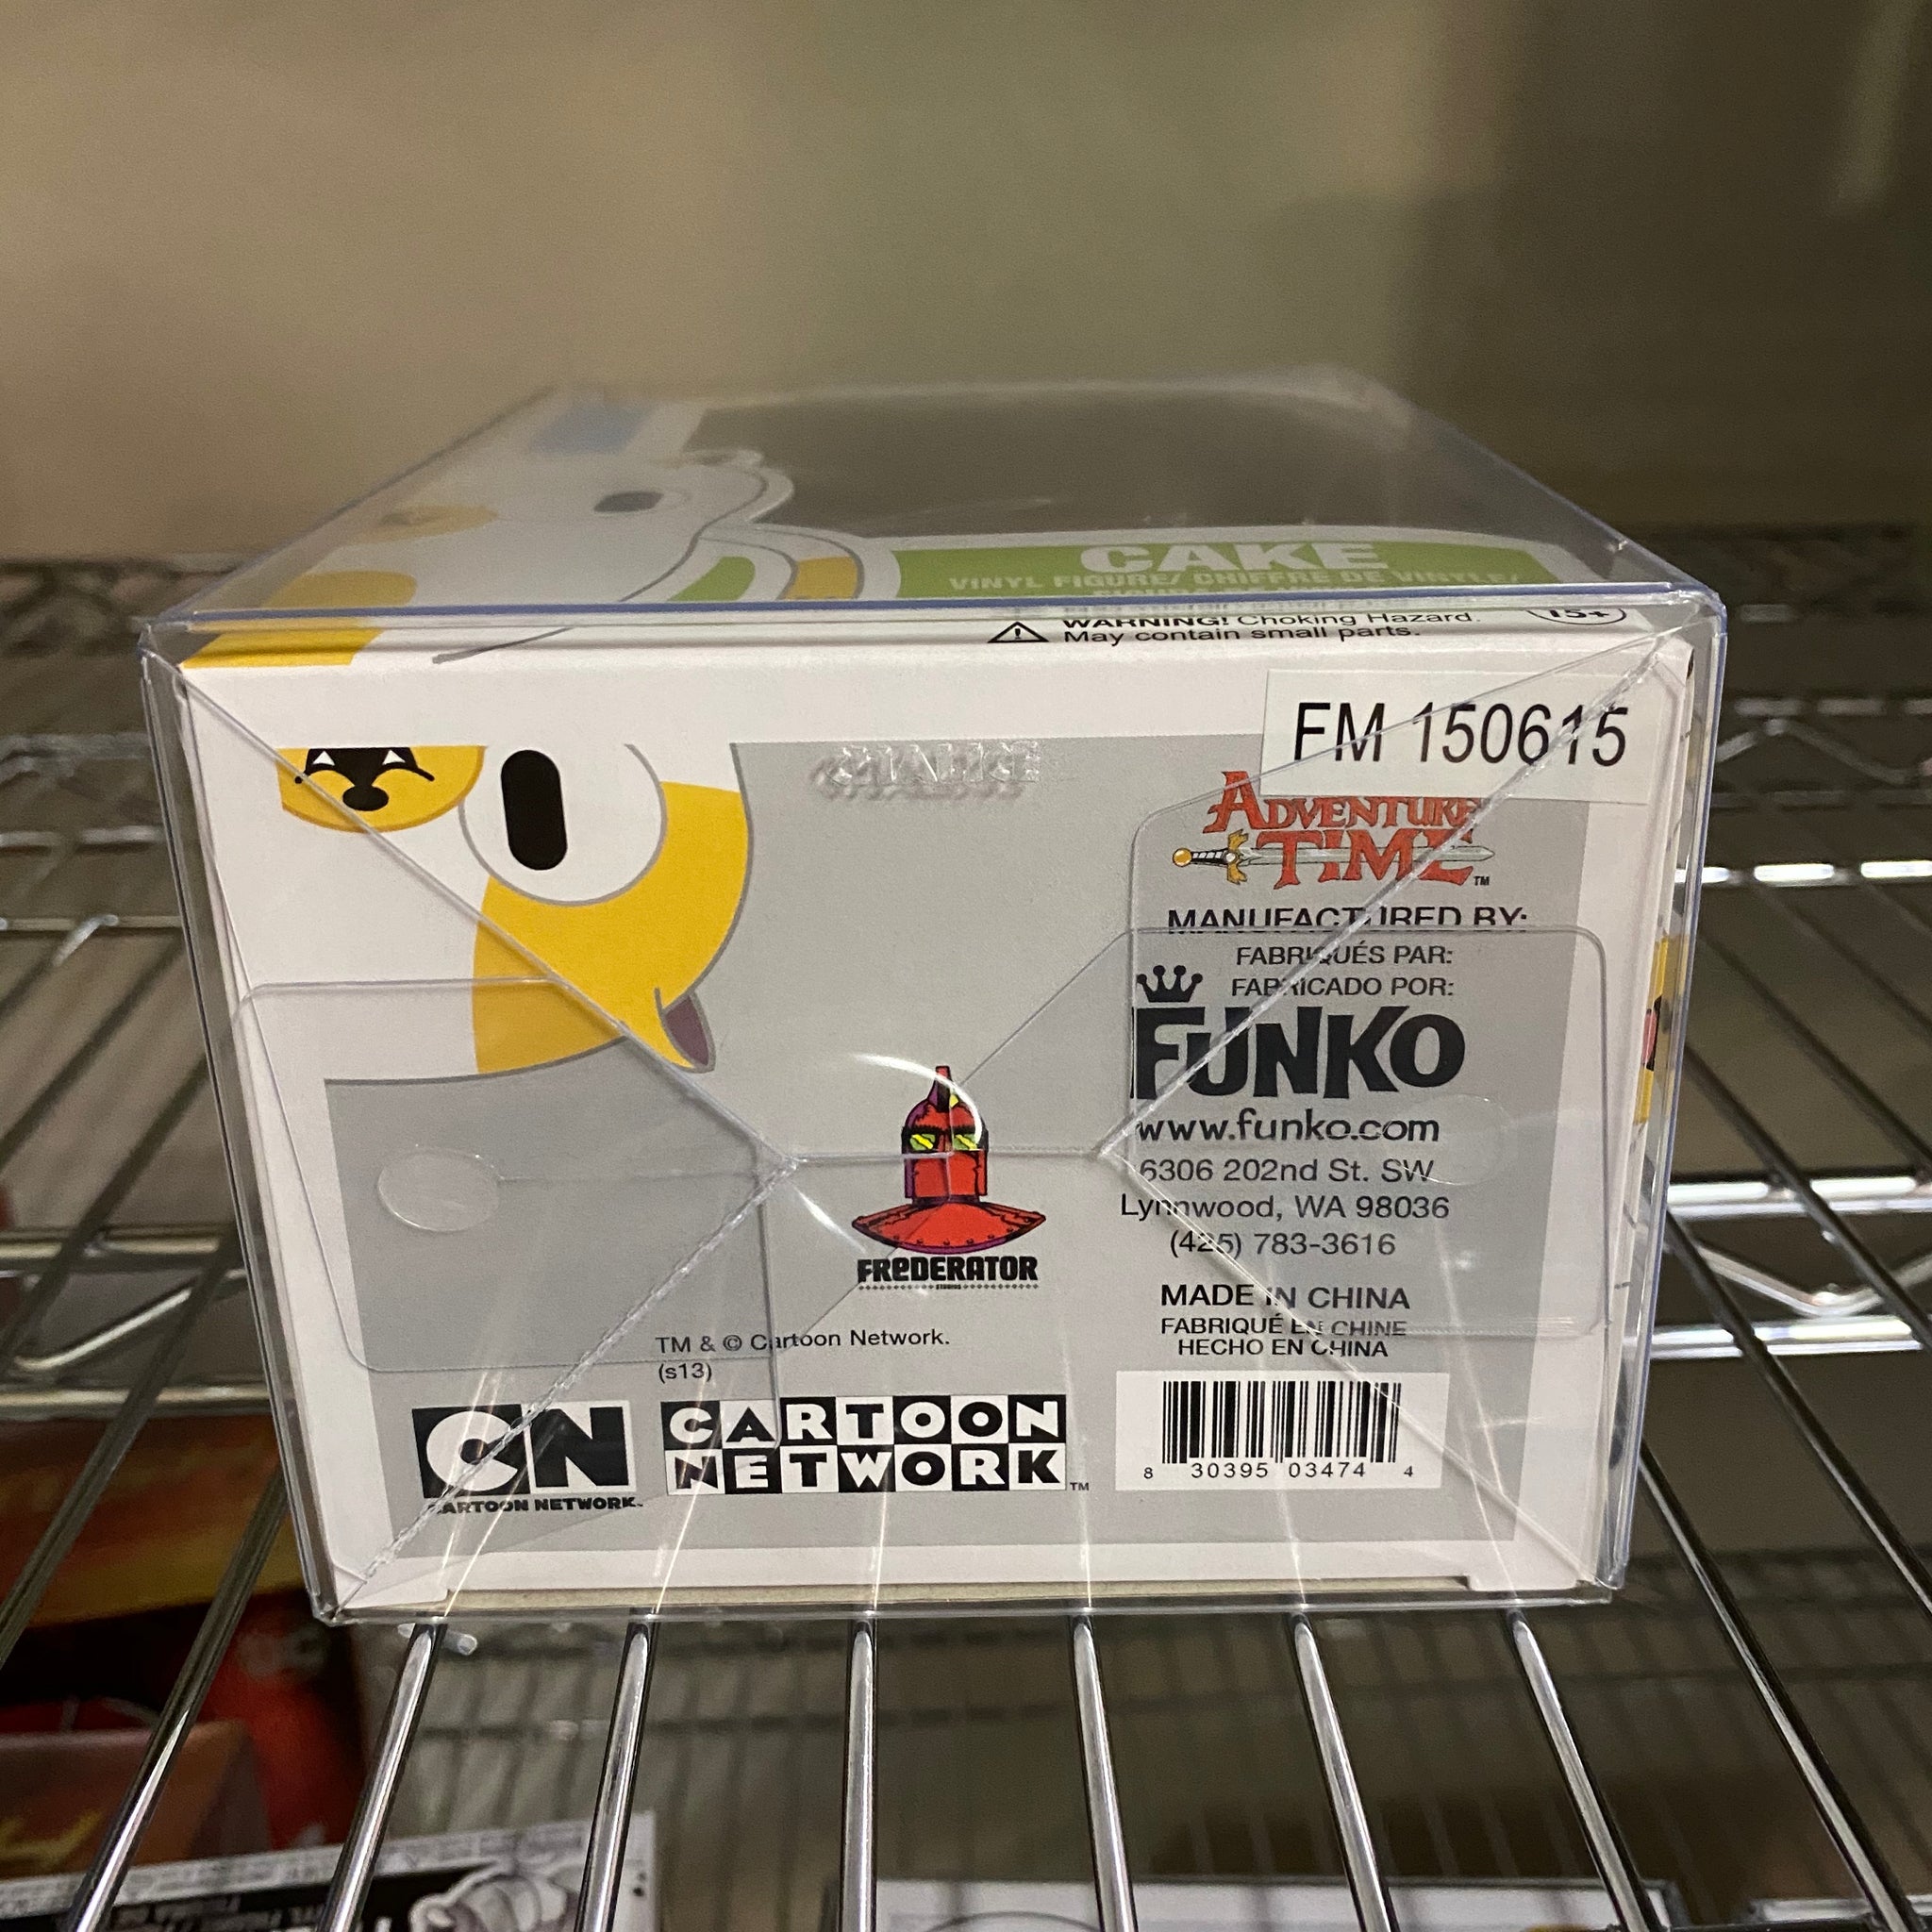 CAKE
VINYL FIGURE/ CHIFFRE DE VINYLE/
WARNING! Choking Hazard.
May contain small parts.
15+
FM 150615
ADVENTURE
TIME
TM
MANUFACTURED BY:
FABRIQUÉS PAR:
FABRICADO POR:
FUNKO
www.funko.com
6306 202nd St. SW
Lynnwood, WA 98036
(425) 783-3616
MADE IN CHINA
FABRIQUÉ EN CHINE
HECHO EN CHINA
FREDERATOR
STUDIOS
TM & © Cartoon Network.
(s13)
CN
CARTOON NETWORK.
CARTOON
NETWORK
TM
8 30395 03474 4